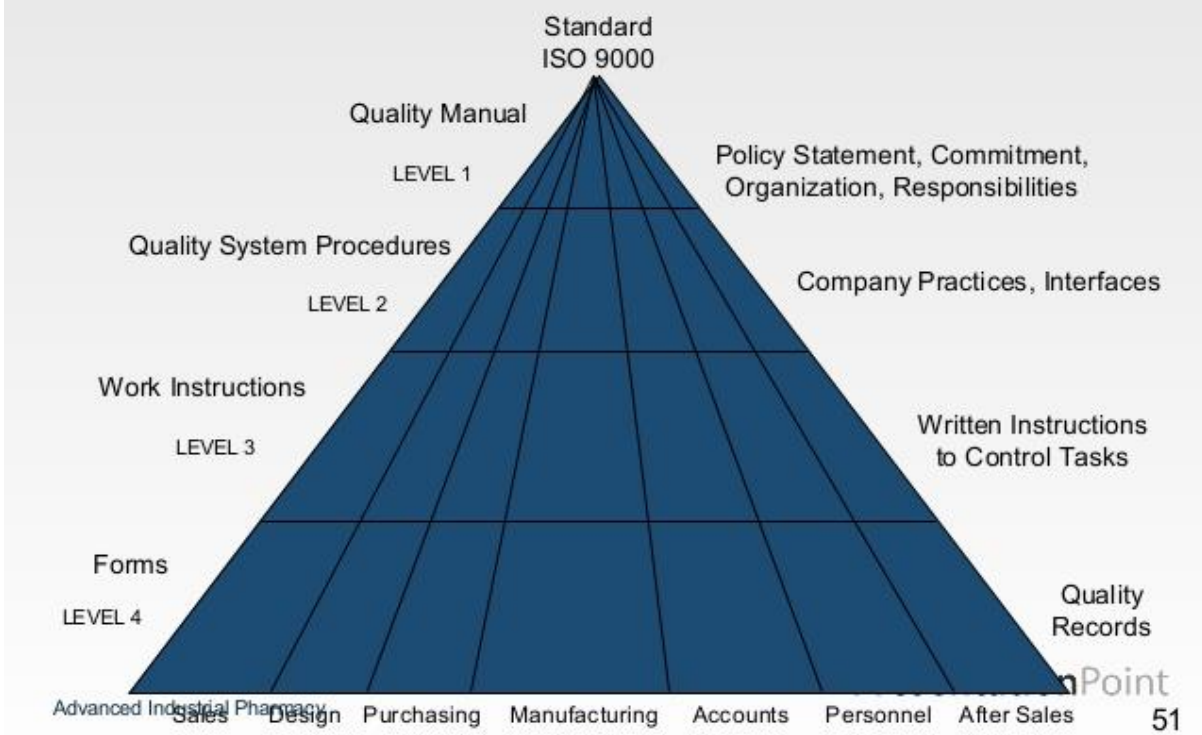 Standard
ISO 9000
Quality Manual
LEVEL 1
Policy Statement, Commitment,
Organization, Responsibilities
Quality System Procedures
LEVEL 2
Company Practices, Interfaces
Work Instructions
LEVEL 3
Written Instructions
to Control Tasks
Forms
LEVEL 4
Quality
Records
Advanced Industrial Pharmacy
Sales Design Purchasing Manufacturing Accounts Personnel After Sales
51